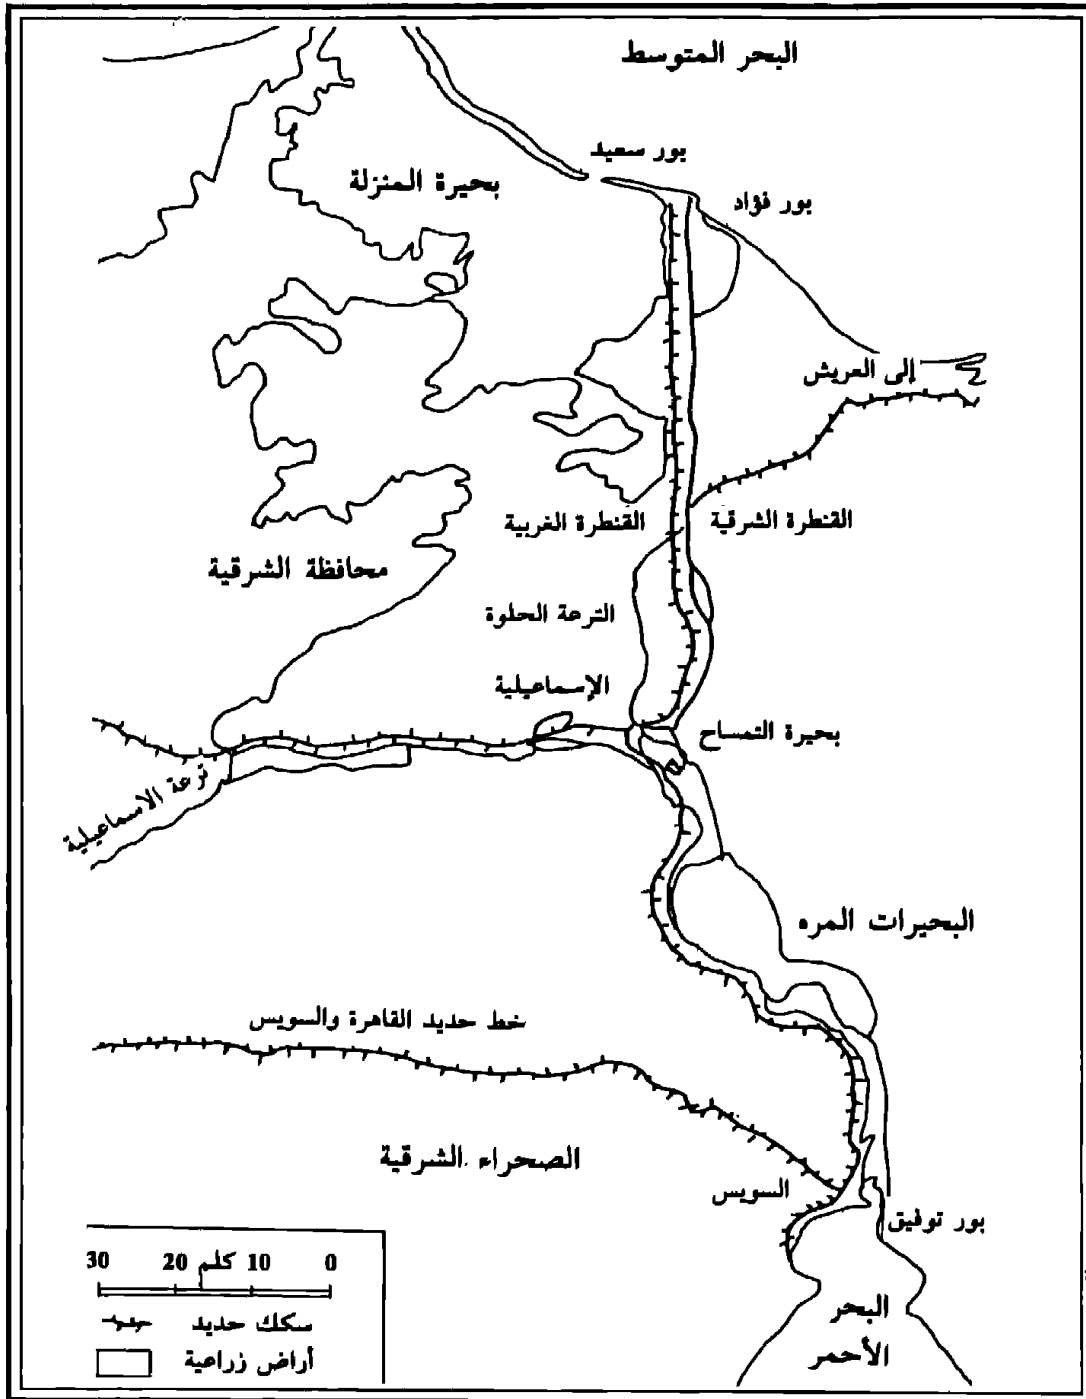 البحر المتوسط
بور سعيد
بحيرة المنزلة
بور فؤاد
إلى العريش
القنطرة الغربية
القنطرة الشرقية
محافظة الشرقية
الترعة الحلوة
الإسماعيلية
بحيرة التمساح
ترعة الاسماعيلية
البحيرات المره
خط حديد القاهرة والسويس
الصحراء الشرقية
السويس
بور توفيق
البحر
الأحمر
30 20 كلم 10 0
سكك حديد
أراض زراعية